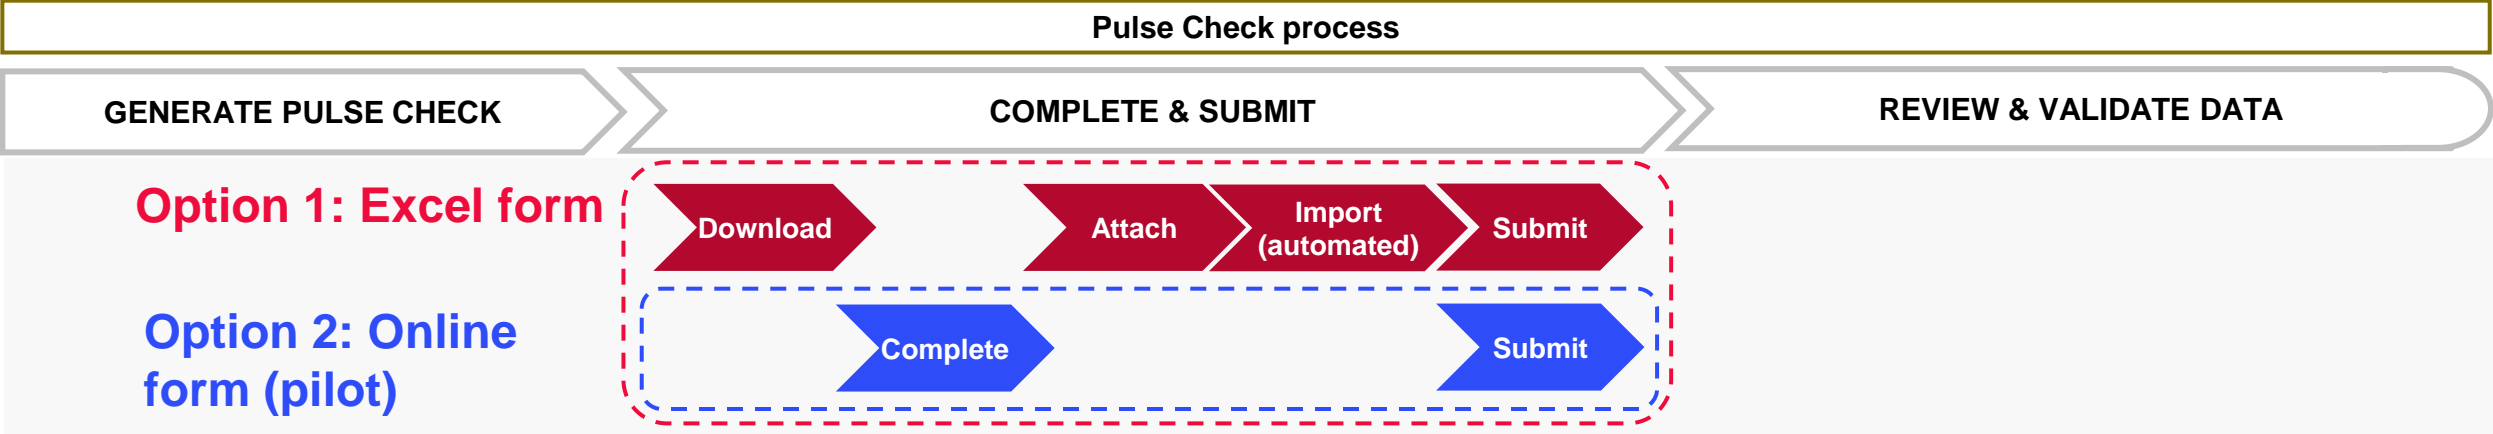 Pulse Check process
GENERATE PULSE CHECK
COMPLETE & SUBMIT
REVIEW & VALIDATE DATA
Option 1: Excel form
Download
Attach
Import
(automated)
Submit
Option 2: Online
form (pilot)
Complete
Submit